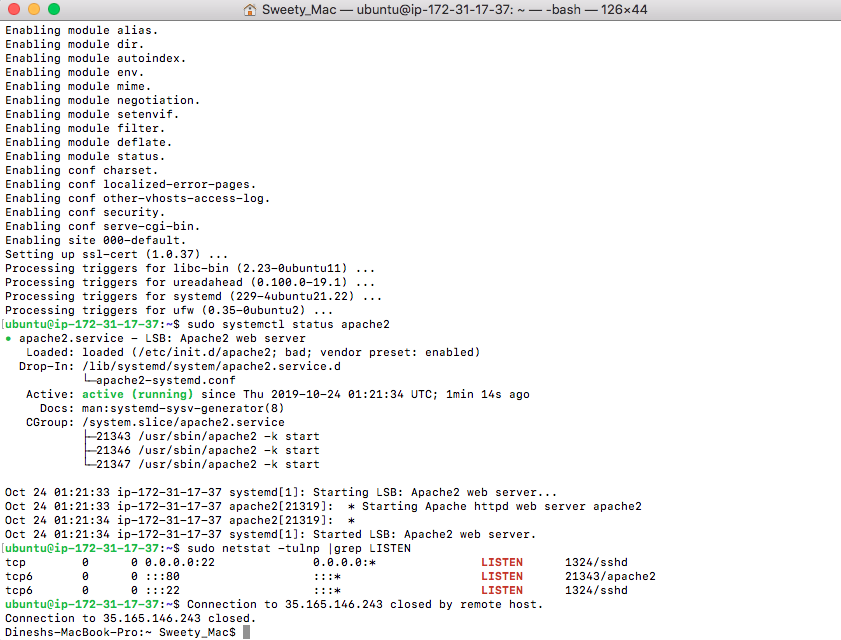 Sweety_Mac — ubuntu@ip-172-31-17-37: ~ — -bash — 126×44
Enabling module alias.
Enabling module dir.
Enabling module autoindex.
Enabling module env.
Enabling module mime.
Enabling module negotiation.
Enabling module setenvif.
Enabling module filter.
Enabling module deflate.
Enabling module status.
Enabling conf charset.
Enabling conf localized-error-pages.
Enabling conf other-vhosts-access-log.
Enabling conf security.
Enabling conf serve-cgi-bin.
Enabling site 000-default.
Setting up ssl-cert (1.0.37) ...
Processing triggers for libc-bin (2.23-0ubuntu11) ...
Processing triggers for ureadahead (0.100.0-19.1) ...
Processing triggers for systemd (229-4ubuntu21.22) ...
Processing triggers for ufw (0.35-0ubuntu2) ...
[ubuntu@ip-172-31-17-37:~$ sudo systemctl status apache2
● apache2.service - LSB: Apache2 web server
   Loaded: loaded (/etc/init.d/apache2; bad; vendor preset: enabled)
  Drop-In: /lib/systemd/system/apache2.service.d
           └─apache2-systemd.conf
   Active: active (running) since Thu 2019-10-24 01:21:34 UTC; 1min 14s ago
     Docs: man:systemd-sysv-generator(8)
   CGroup: /system.slice/apache2.service
           ├─21343 /usr/sbin/apache2 -k start
           ├─21346 /usr/sbin/apache2 -k start
           └─21347 /usr/sbin/apache2 -k start
Oct 24 01:21:33 ip-172-31-17-37 systemd[1]: Starting LSB: Apache2 web server...
Oct 24 01:21:33 ip-172-31-17-37 apache2[21319]:  * Starting Apache httpd web server apache2
Oct 24 01:21:34 ip-172-31-17-37 apache2[21319]:  *
Oct 24 01:21:34 ip-172-31-17-37 systemd[1]: Started LSB: Apache2 web server.
[ubuntu@ip-172-31-17-37:~$ sudo netstat -tulnp |grep LISTEN
tcp        0      0 0.0.0.0:22              0.0.0.0:*               LISTEN      1324/sshd
tcp6       0      0 :::80                   :::*                    LISTEN      21343/apache2
tcp6       0      0 :::22                   :::*                    LISTEN      1324/sshd
ubuntu@ip-172-31-17-37:~$ Connection to 35.165.146.243 closed by remote host.
Connection to 35.165.146.243 closed.
Dineshs-MacBook-Pro:~ Sweety_Mac$